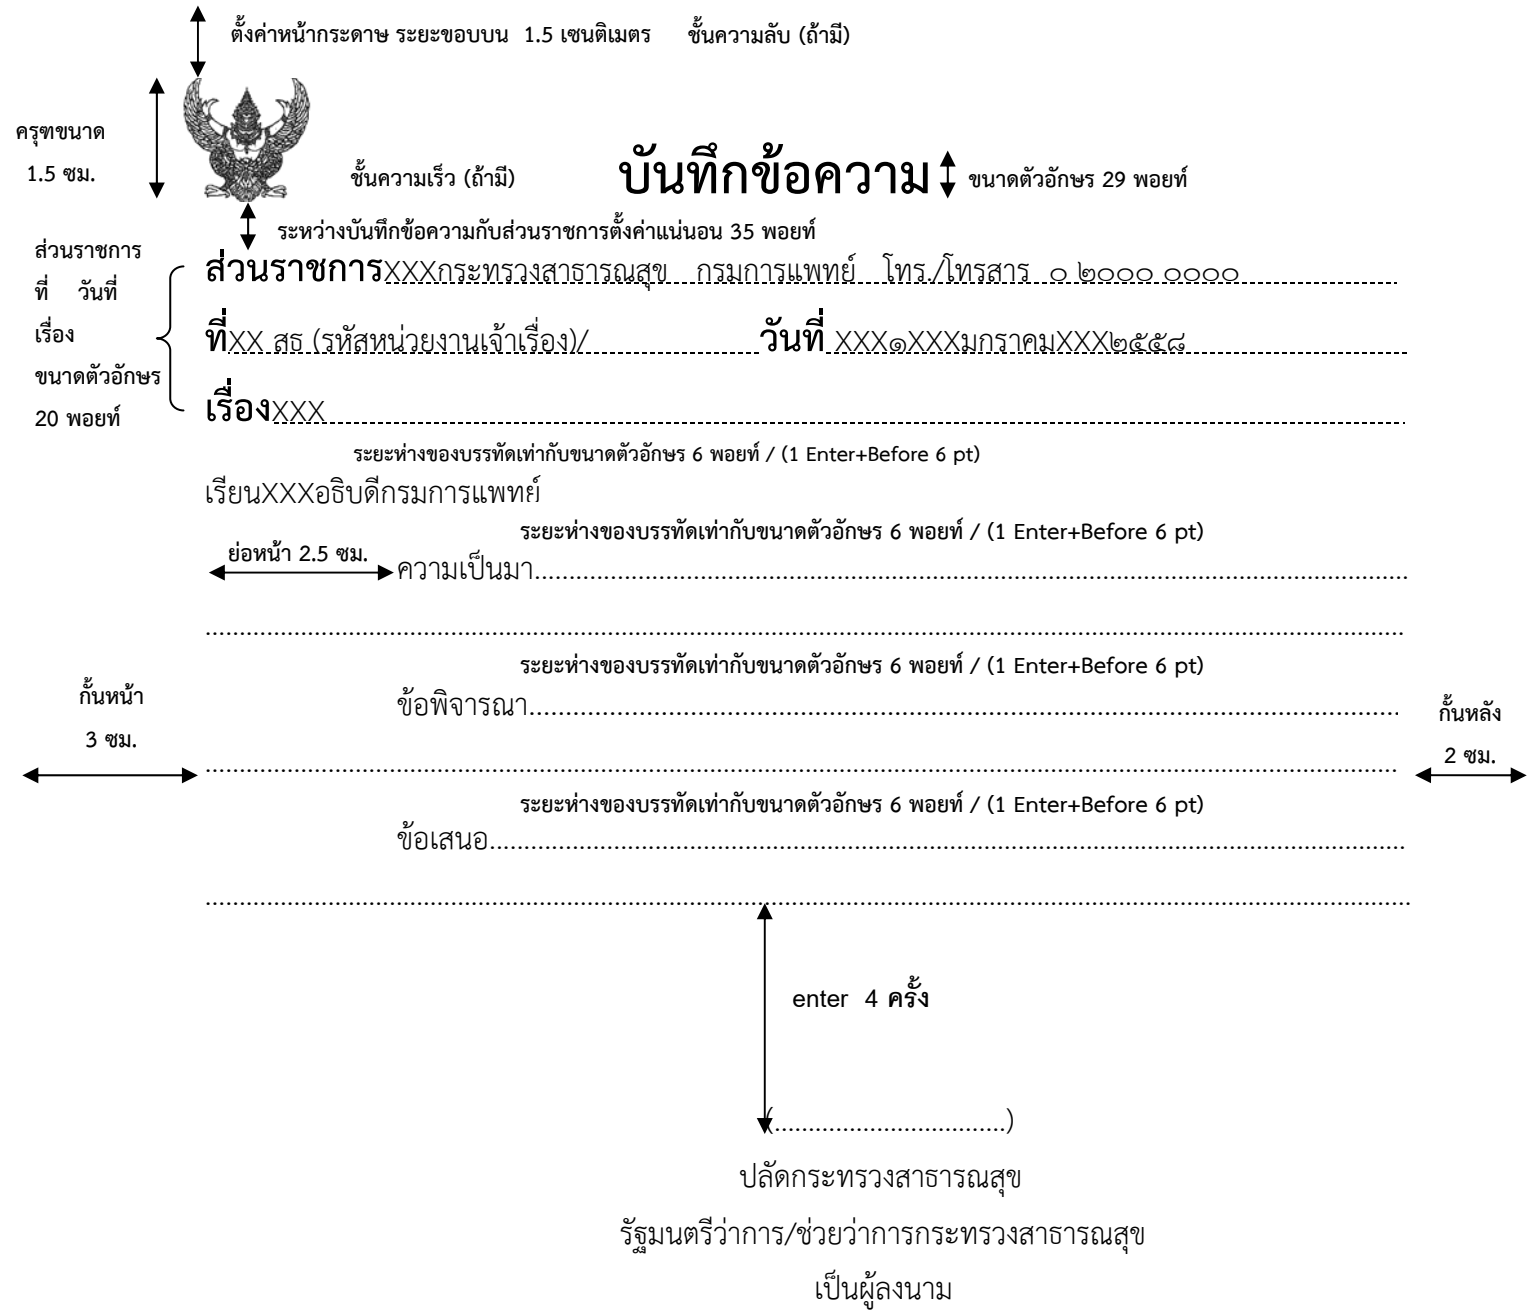 ตั้งค่าหน้ากระดาษ ระยะขอบบน 1.5 เซนติเมตร ชั้นความลับ (ถ้ามี)
ครุฑขนาด
1.5 ซม.
ชั้นความเร็ว (ถ้ามี)
บันทึกข้อความ
ขนาดตัวอักษร 29 พอยท์
ระหว่างบันทึกข้อความกับส่วนราชการตั้งค่าแน่นอน 35 พอยท์
ส่วนราชการ
ที่ วันที่
เรื่อง
ขนาดตัวอักษร
20 พอยท์
ส่วนราชการXXXกระทรวงสาธารณสุข กรมการแพทย์ โทร./โทรสาร ๐ ๒๐๐๐ ๐๐๐๐
ที่XX สธ (รหัสหน่วยงานเจ้าเรื่อง)/ วันที่ XXX๑XXXมกราคมXXX๒๕๕๘
เรื่องXXX
ระยะห่างของบรรทัดเท่ากับขนาดตัวอักษร 6 พอยท์ / (1 Enter+Before 6 pt)
เรียนXXXอธิบดีกรมการแพทย์
ระยะห่างของบรรทัดเท่ากับขนาดตัวอักษร 6 พอยท์ / (1 Enter+Before 6 pt)
ย่อหน้า 2.5 ซม.
ความเป็นมา..........................................................................
..........................................................................
ระยะห่างของบรรทัดเท่ากับขนาดตัวอักษร 6 พอยท์ / (1 Enter+Before 6 pt)
กั้นหน้า
3 ซม.
ข้อพิจารณา..........................................................................
..........................................................................
กั้นหลัง
2 ซม.
ระยะห่างของบรรทัดเท่ากับขนาดตัวอักษร 6 พอยท์ / (1 Enter+Before 6 pt)
ข้อเสนอ..........................................................................
..........................................................................
enter 4 ครั้ง
(................................)
ปลัดกระทรวงสาธารณสุข
รัฐมนตรีว่าการ/ช่วยว่าการกระทรวงสาธารณสุข
เป็นผู้ลงนาม